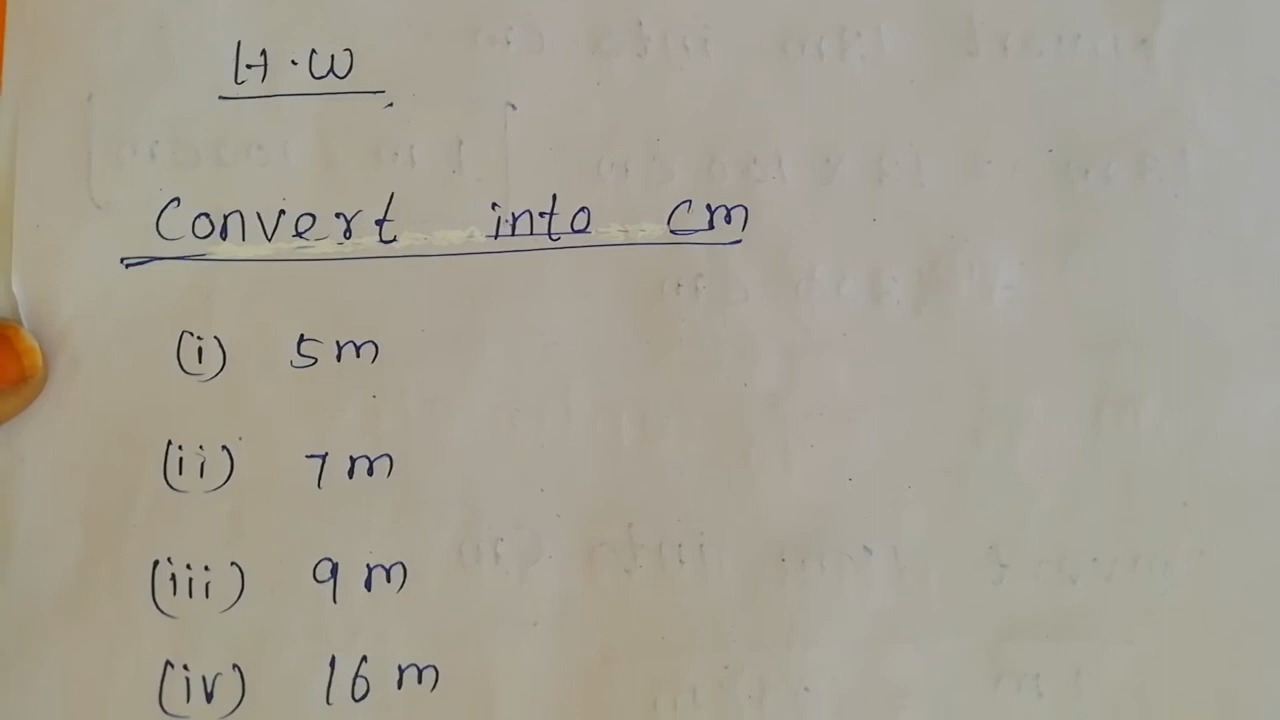 H.W
Convert into cm
(i) 5m
(ii) 7m
(iii) 9m
(iv) 16m